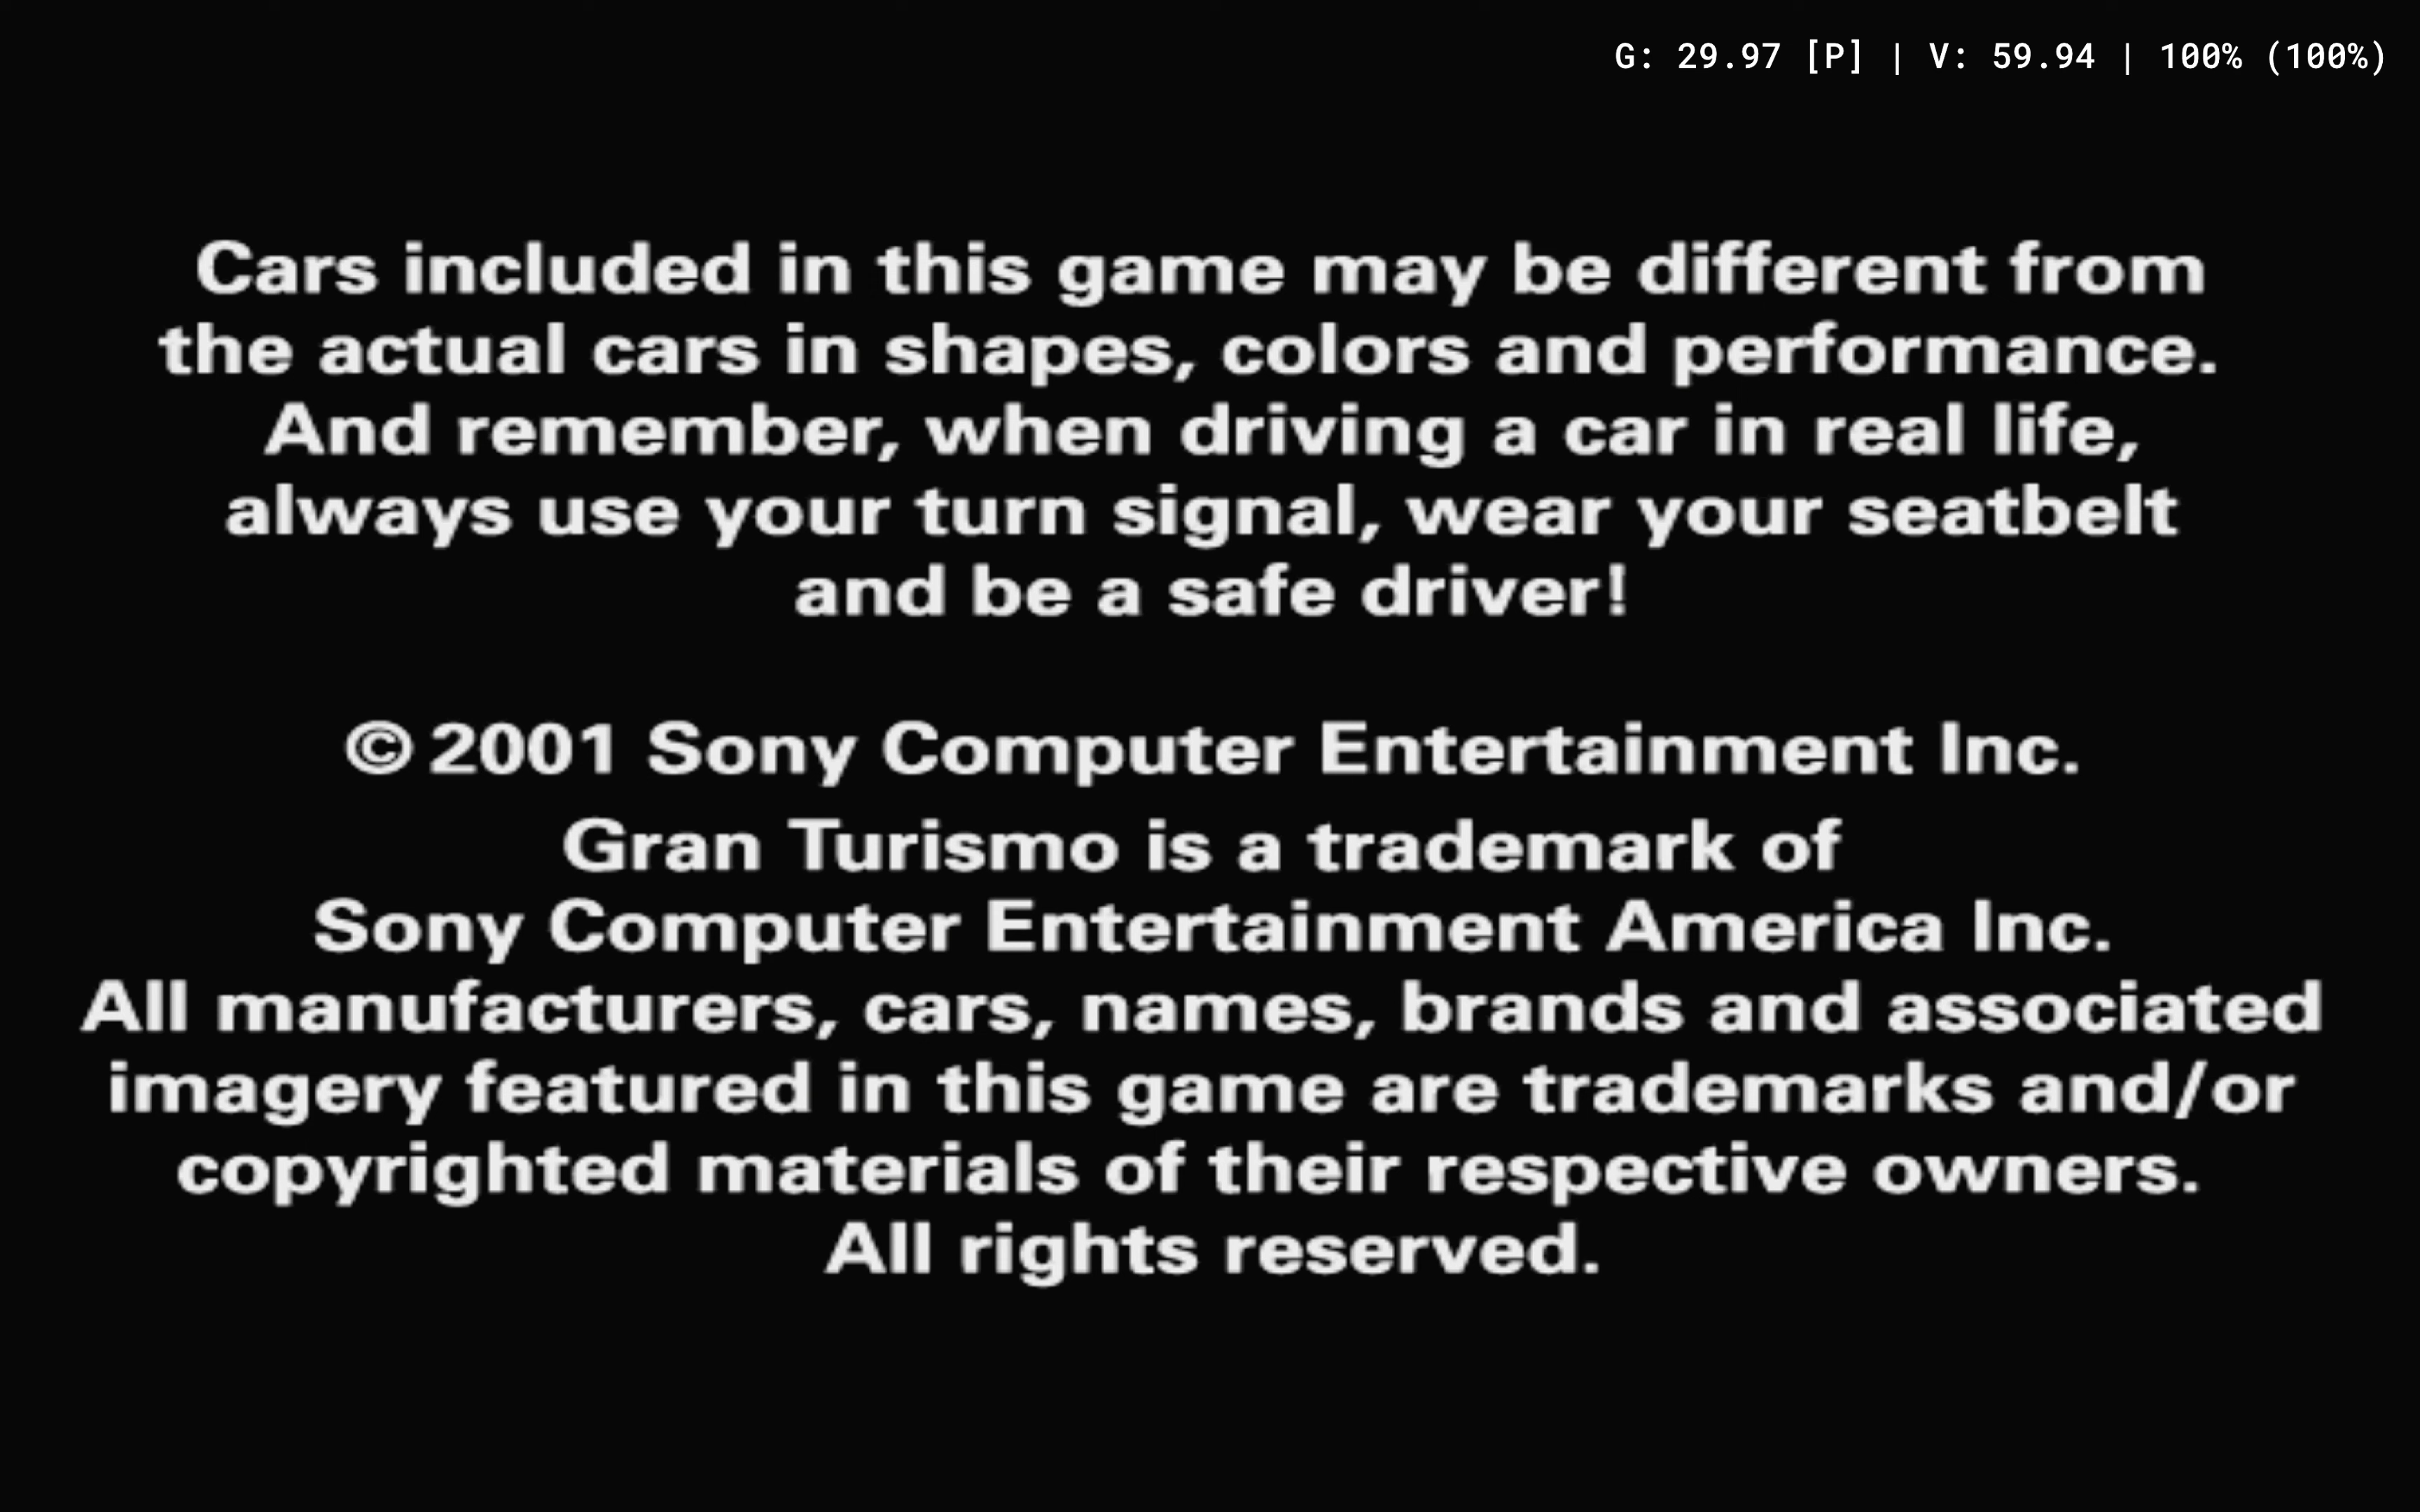 G: 29.97 [P] | V: 59.94 | 100% (100%)
Cars included in this game may be different from
the actual cars in shapes, colors and performance.
And remember, when driving a car in real life,
always use your turn signal, wear your seatbelt
and be a safe driver!
© 2001 Sony Computer Entertainment Inc.
Gran Turismo is a trademark of
Sony Computer Entertainment America Inc.
All manufacturers, cars, names, brands and associated
imagery featured in this game are trademarks and/or
copyrighted materials of their respective owners.
All rights reserved.